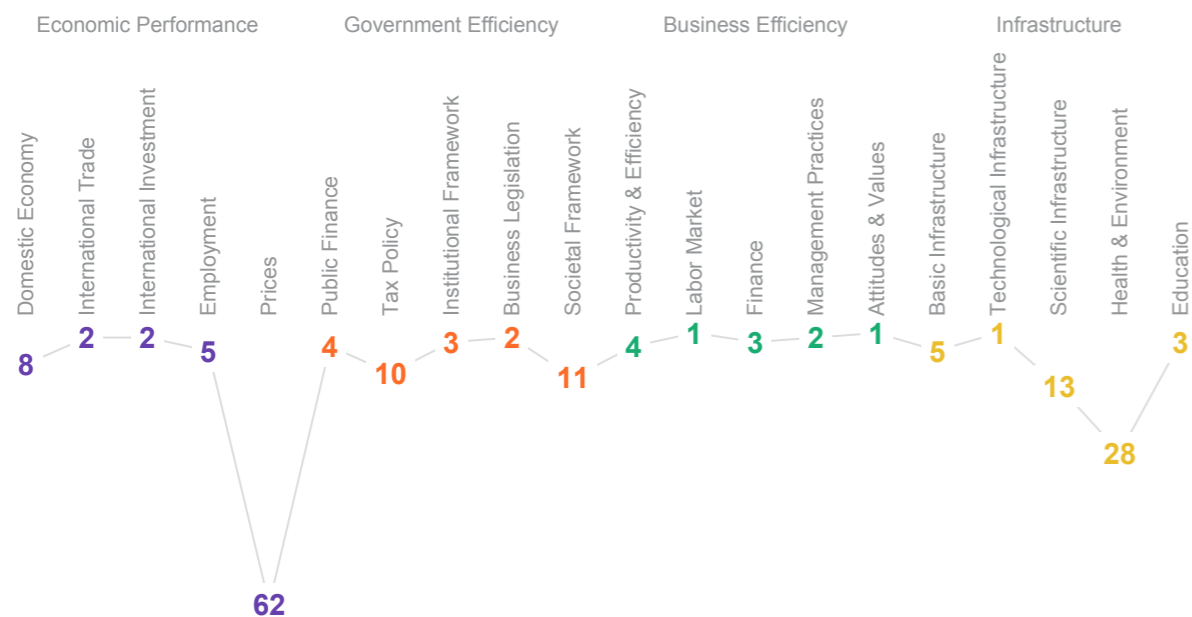 Economic Performance
Government Efficiency
Business Efficiency
Infrastructure
Domestic Economy
International Trade
International Investment
Employment
Prices
Public Finance
Tax Policy
Institutional Framework
Business Legislation
Societal Framework
Productivity & Efficiency
Labor Market
Finance
Management Practices
Attitudes & Values
Basic Infrastructure
Technological Infrastructure
Scientific Infrastructure
Health & Environment
Education
8
2
2
5
62
4
10
3
2
11
4
1
3
2
1
5
1
13
28
3